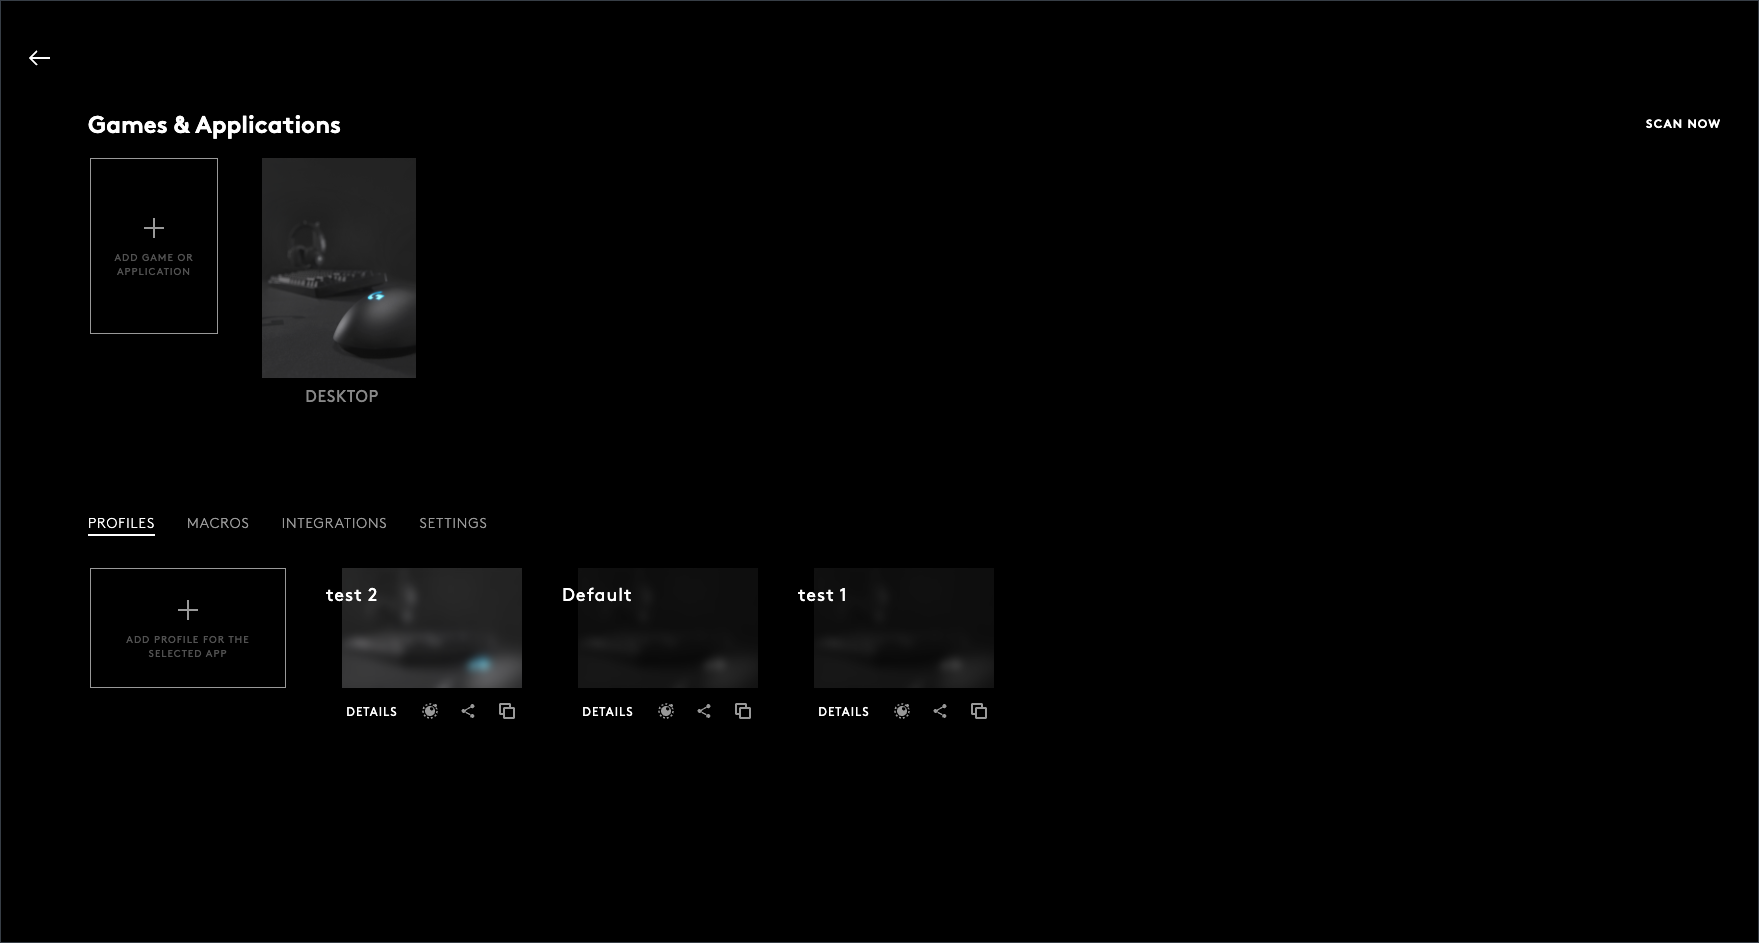 Games & Applications
SCAN NOW
ADD GAME OR
APPLICATION
DESKTOP
PROFILES MACROS INTEGRATIONS SETTINGS
ADD PROFILE FOR THE
SELECTED APP
test 2
DETAILS
Default
DETAILS
test 1
DETAILS